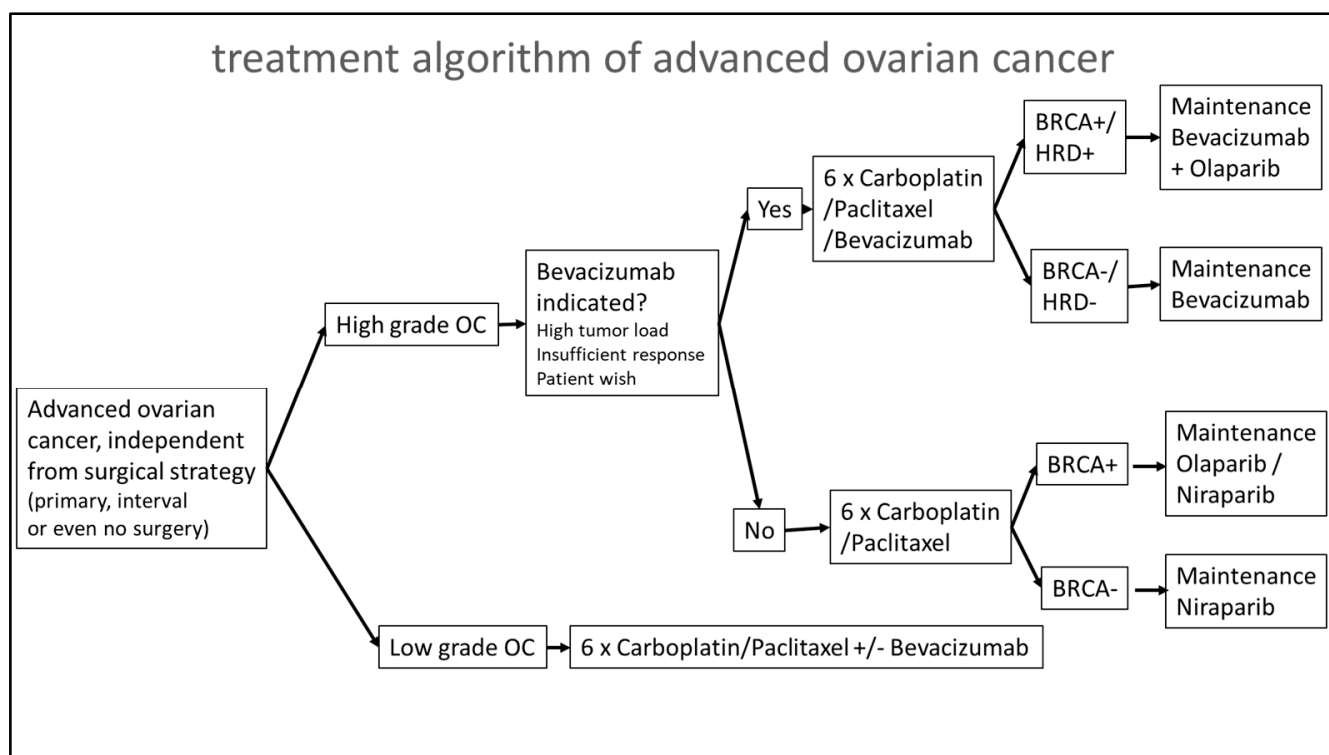 treatment algorithm of advanced ovarian cancer
Advanced ovarian
cancer, independent
from surgical strategy
(primary, interval
or even no surgery)
High grade OC
Bevacizumab
indicated?
High tumor load
Insufficient response
Patient wish
Yes
6 x Carboplatin
/Paclitaxel
/Bevacizumab
BRCA+/
HRD+
Maintenance
Bevacizumab
+ Olaparib
BRCA-/
HRD-
Maintenance
Bevacizumab
No
6 x Carboplatin
/Paclitaxel
BRCA+
Maintenance
Olaparib /
Niraparib
BRCA-
Maintenance
Niraparib
Low grade OC
6 x Carboplatin/Paclitaxel +/- Bevacizumab